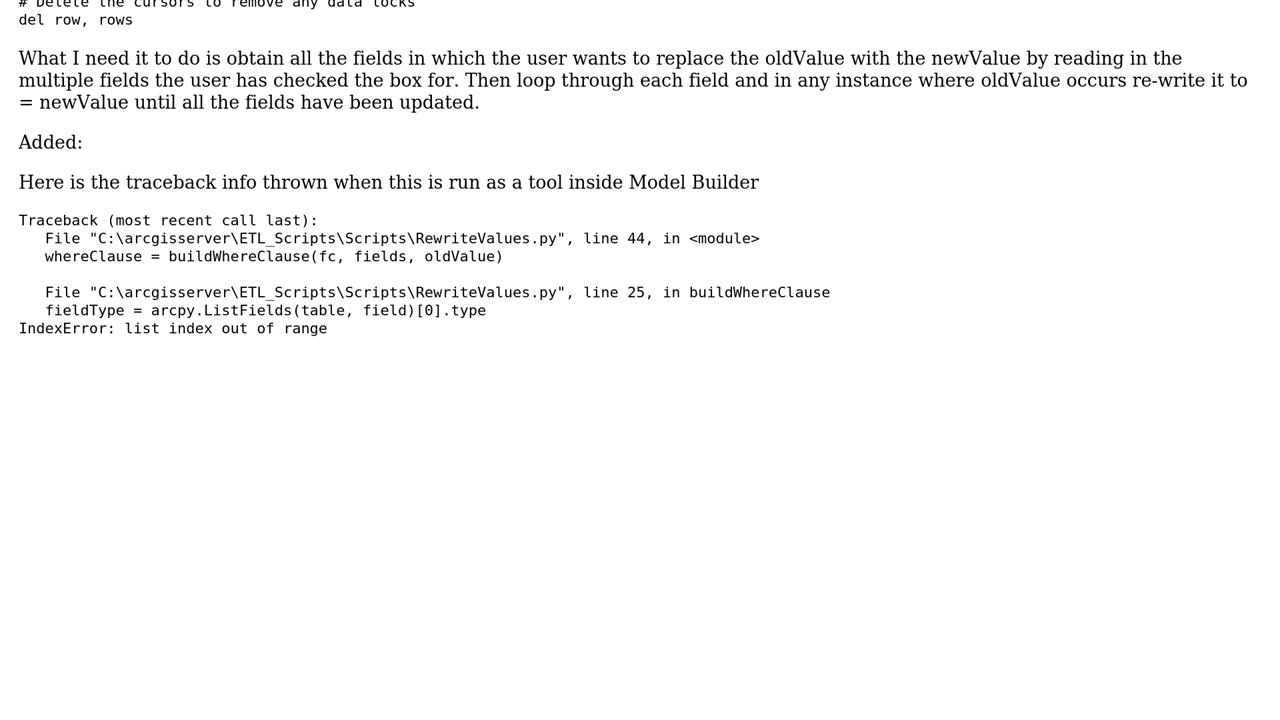 # Delete the cursors to remove any data locks
del row, rows
What I need it to do is obtain all the fields in which the user wants to replace the oldValue with the newValue by reading in the
multiple fields the user has checked the box for. Then loop through each field and in any instance where oldValue occurs re-write it to
= newValue until all the fields have been updated.
Added:
Here is the traceback info thrown when this is run as a tool inside Model Builder
Traceback (most recent call last):
   File "C:\arcgisserver\ETL_Scripts\Scripts\RewriteValues.py", line 44, in <module>
   whereClause = buildWhereClause(fc, fields, oldValue)
   File "C:\arcgisserver\ETL_Scripts\Scripts\RewriteValues.py", line 25, in buildWhereClause
   fieldType = arcpy.ListFields(table, field)[0].type
IndexError: list index out of range